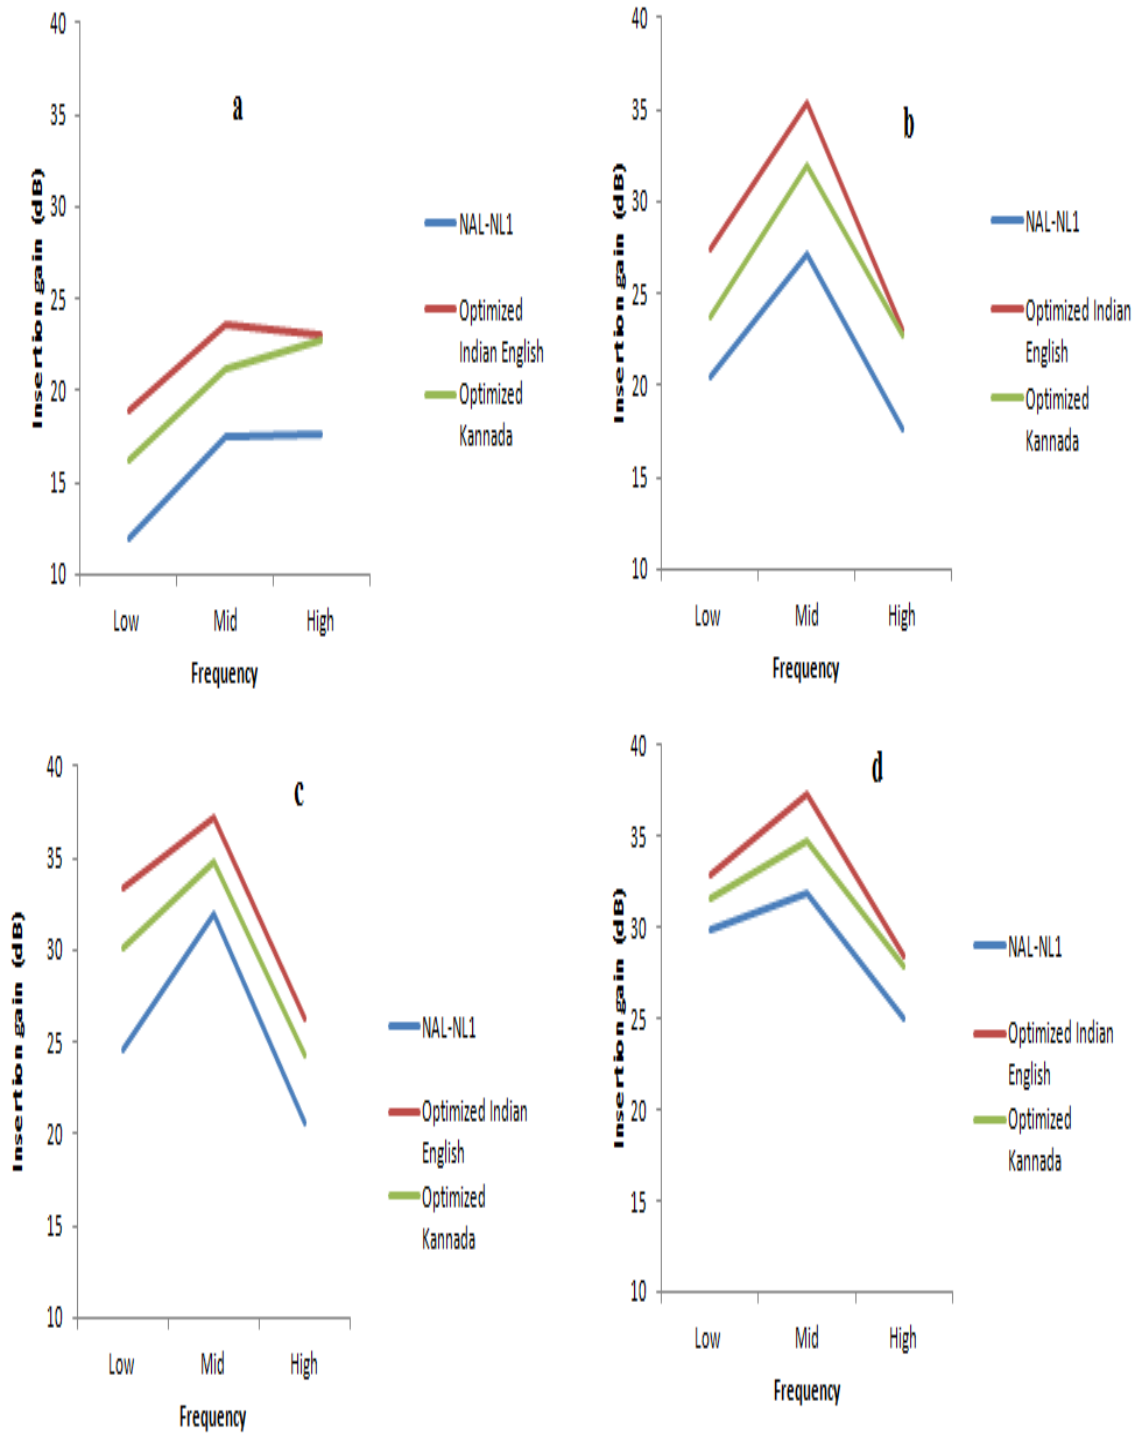 a
40
35
30
25
20
15
10
Insertion gain (dB)
Low Mid High
Frequency
NAL-NL1
Optimized
Indian English
Optimized
Kannada
b
40
35
30
25
20
15
10
Insertion gain (dB)
Low Mid High
Frequency
NAL-NL1
Optimized Indian
English
Optimized
Kannada
c
40
35
30
25
20
15
10
Insertion gain (dB)
Low Mid High
Frequency
NAL-NL1
Optimized Indian
English
Optimized
Kannada
d
40
35
30
25
20
15
10
Insertion gain (dB)
Low Mid High
Frequency
NAL-NL1
Optimized Indian
English
Optimized
Kannada